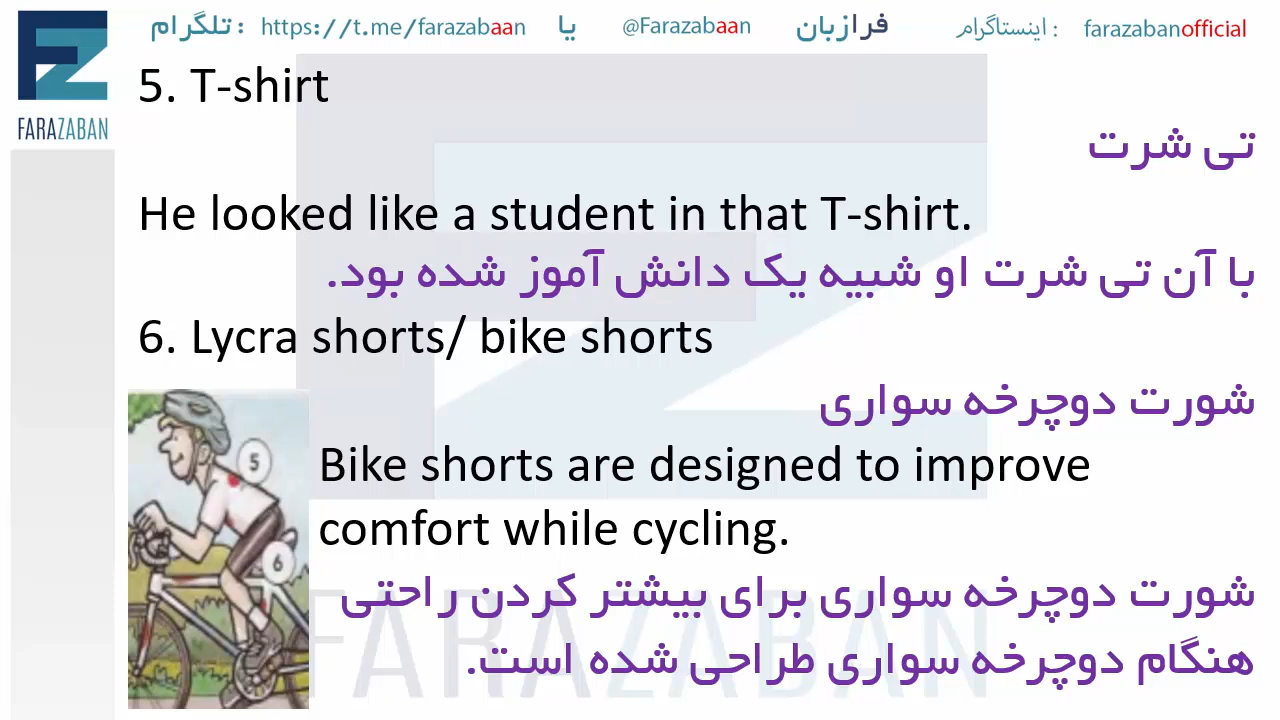 تلگرام : https://t.me/farazabaan یا @Farazabaan فرازبان اینستاگرام : farazabanofficial
FZ
FARAZABAN
5. T-shirt
تی شرت
He looked like a student in that T-shirt.
با آن تی شرت او شبیه یک دانش آموز شده بود.
6. Lycra shorts/ bike shorts
شورت دوچرخه سواری
5
6
Bike shorts are designed to improve
comfort while cycling.
شورت دوچرخه سواری برای بیشتر کردن راحتی
هنگام دوچرخه سواری طراحی شده است.
FARAZABAN